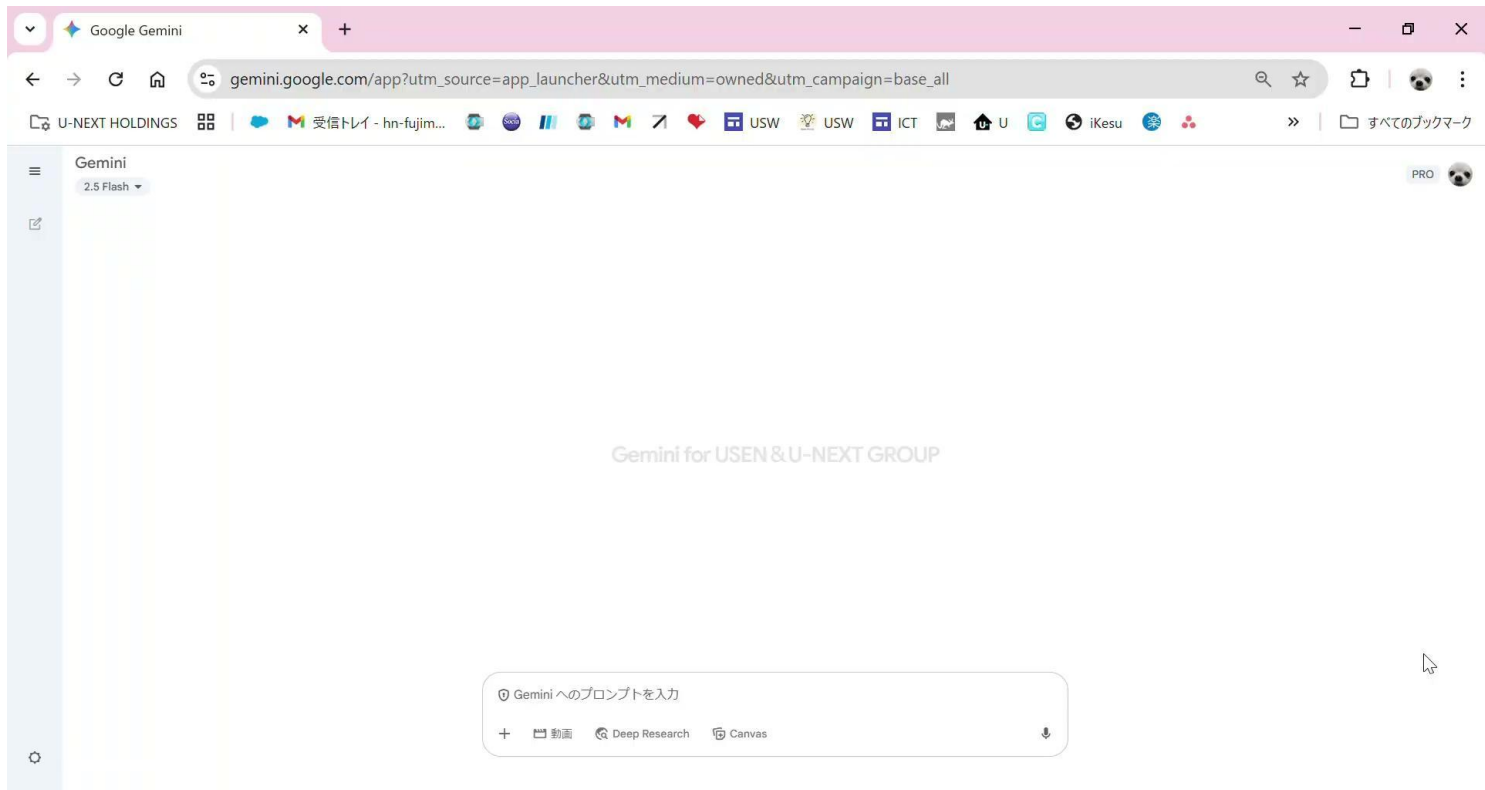 Google Gemini
gemini.google.com/app?utm_source=app_launcher&utm_medium=owned&utm_campaign=base_all
U-NEXT HOLDINGS 受信トレイ - hn-fujim... Social USW USW ICT U iKesu 楽 すべてのブックマーク
Gemini
2.5 Flash
PRO
Gemini for USEN & U-NEXT GROUP
Gemini へのプロンプトを入力
動画 Deep Research Canvas